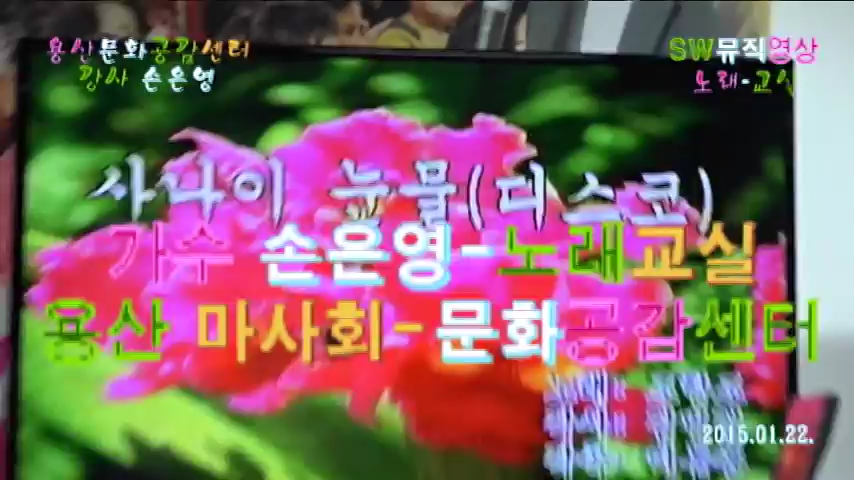 용산문화공감센터
강사 손은영
SW뮤직영상
노래-교실
사나이 눈물(디스코)
가수 손은영-노래교실
용산 마사회-문화공감센터
2015.01.22.